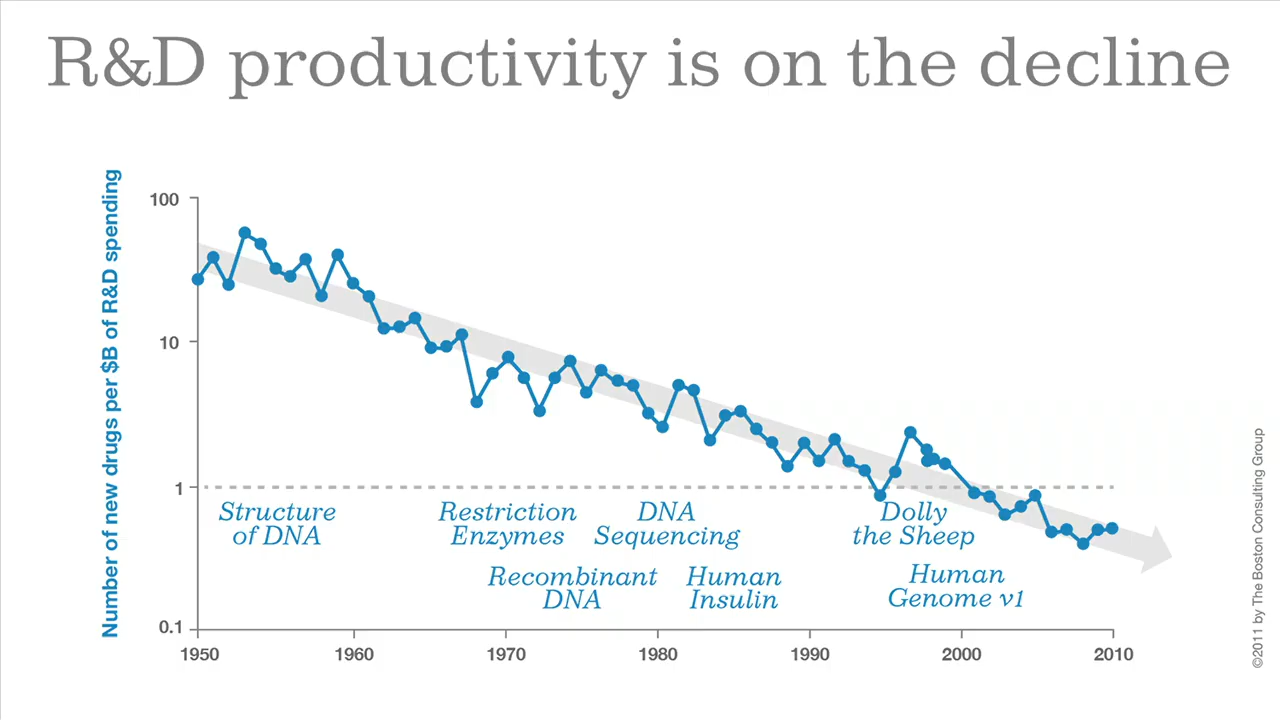 R&D productivity is on the decline
Number of new drugs per $B of R&D spending
100
10
1
0.1
Structure
of DNA
Restriction
Enzymes
DNA
Sequencing
Dolly
the Sheep
Recombinant
DNA
Human
Insulin
Human
Genome v1
1950
1960
1970
1980
1990
2000
2010
©2011 by The Boston Consulting Group